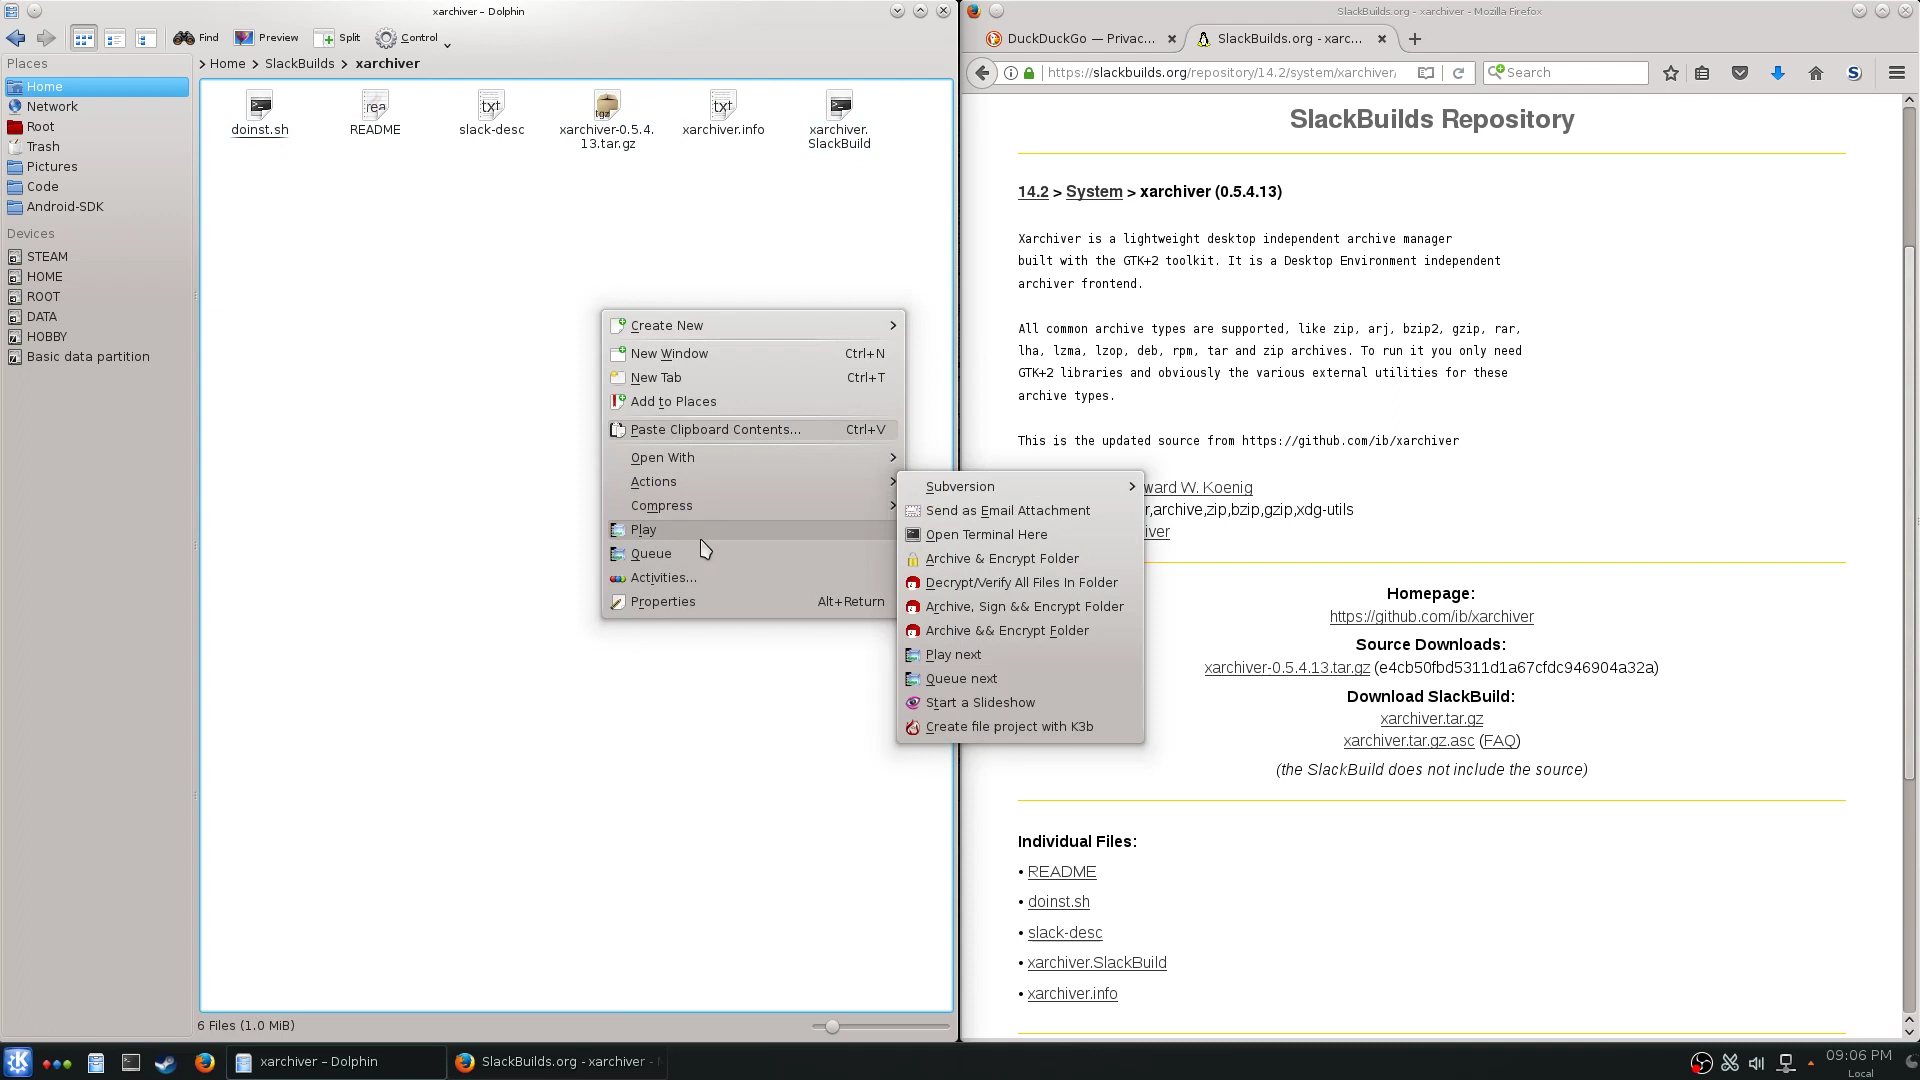 xarchiver – Dolphin
Find
Preview
Split
Control
Home
SlackBuilds
xarchiver
Places
Home
Network
Root
Trash
Pictures
Code
Android-SDK
Devices
STEAM
HOME
ROOT
DATA
HOBBY
Basic data partition
doinst.sh
README
slack-desc
xarchiver-0.5.4.
13.tar.gz
xarchiver.info
xarchiver.
SlackBuild
Create New
New Window Ctrl+N
New Tab Ctrl+T
Add to Places
Paste Clipboard Contents... Ctrl+V
Open With
Actions
Compress
Play
Queue
Activities...
Properties Alt+Return
Subversion
Send as Email Attachment
Open Terminal Here
Archive & Encrypt Folder
Decrypt/Verify All Files In Folder
Archive, Sign && Encrypt Folder
Archive && Encrypt Folder
Play next
Queue next
Start a Slideshow
Create file project with K3b
6 Files (1.0 MiB)
SlackBuilds.org - xarchiver - Mozilla Firefox
DuckDuckGo — Privac...
SlackBuilds.org - xarc...
https://slackbuilds.org/repository/14.2/system/xarchiver/
Search
SlackBuilds Repository
14.2 > System > xarchiver (0.5.4.13)
Xarchiver is a lightweight desktop independent archive manager
built with the GTK+2 toolkit. It is a Desktop Environment independent
archiver frontend.
All common archive types are supported, like zip, arj, bzip2, gzip, rar,
lha, lzma, lzop, deb, rpm, tar and zip archives. To run it you only need
GTK+2 libraries and obviously the various external utilities for these
archive types.
This is the updated source from https://github.com/ib/xarchiver
ward W. Koenig
r,archive,zip,bzip,gzip,xdg-utils
iver
Homepage:
https://github.com/ib/xarchiver
Source Downloads:
xarchiver-0.5.4.13.tar.gz (e4cb50fbd5311d1a67cfdc946904a32a)
Download SlackBuild:
xarchiver.tar.gz
xarchiver.tar.gz.asc (FAQ)
(the SlackBuild does not include the source)
Individual Files:
• README
• doinst.sh
• slack-desc
• xarchiver.SlackBuild
• xarchiver.info
xarchiver – Dolphin
SlackBuilds.org - xarchiver -
09:06 PM
Local